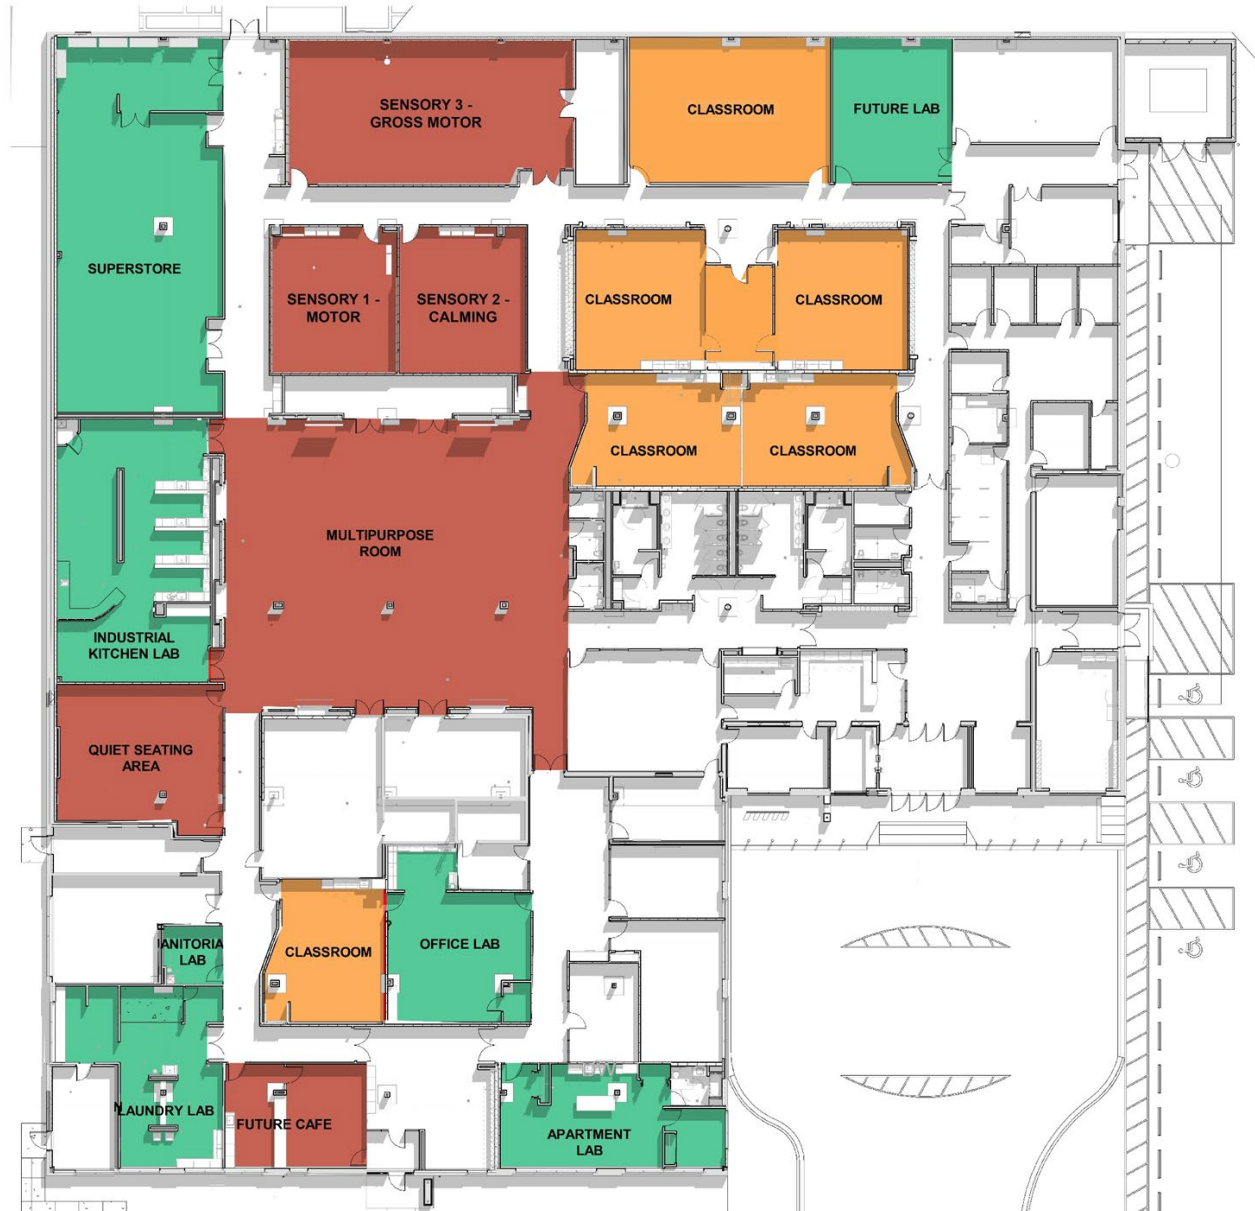 SENSORY 3 -
GROSS MOTOR
CLASSROOM
FUTURE LAB
SUPERSTORE
SENSORY 1 -
MOTOR
SENSORY 2 -
CALMING
CLASSROOM
CLASSROOM
CLASSROOM
CLASSROOM
MULTIPURPOSE
ROOM
INDUSTRIAL
KITCHEN LAB
QUIET SEATING
AREA
CLASSROOM
OFFICE LAB
ANITORIA
LAB
LAUNDRY LAB
FUTURE CAFE
APARTMENT
LAB